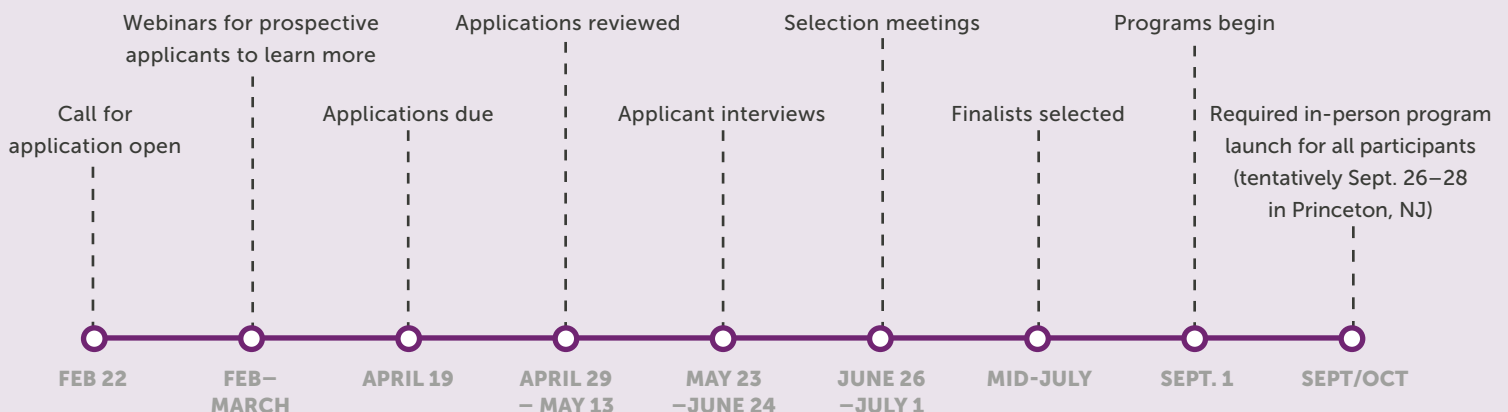 Webinars for prospective
applicants to learn more
Applications reviewed
Selection meetings
Programs begin
Call for
application open
Applications due
Applicant interviews
Finalists selected
Required in-person program
launch for all participants
(tentatively Sept. 26–28
in Princeton, NJ)
FEB 22
FEB–
MARCH
APRIL 19
APRIL 29
– MAY 13
MAY 23
–JUNE 24
JUNE 26
–JULY 1
MID-JULY
SEPT. 1
SEPT/OCT